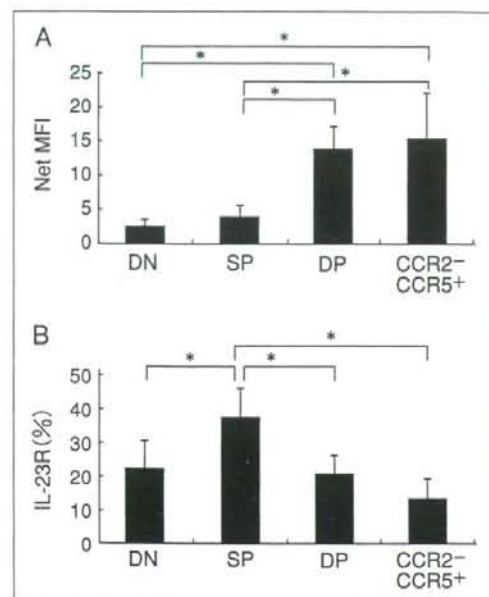 A
* 
*
*
*
Net MFI
25
20
15
10
5
0
DN SP DP CCR2−
CCR5+
B
*
* *
IL-23R(%)
50
40
30
20
10
0
DN SP DP CCR2−
CCR5+